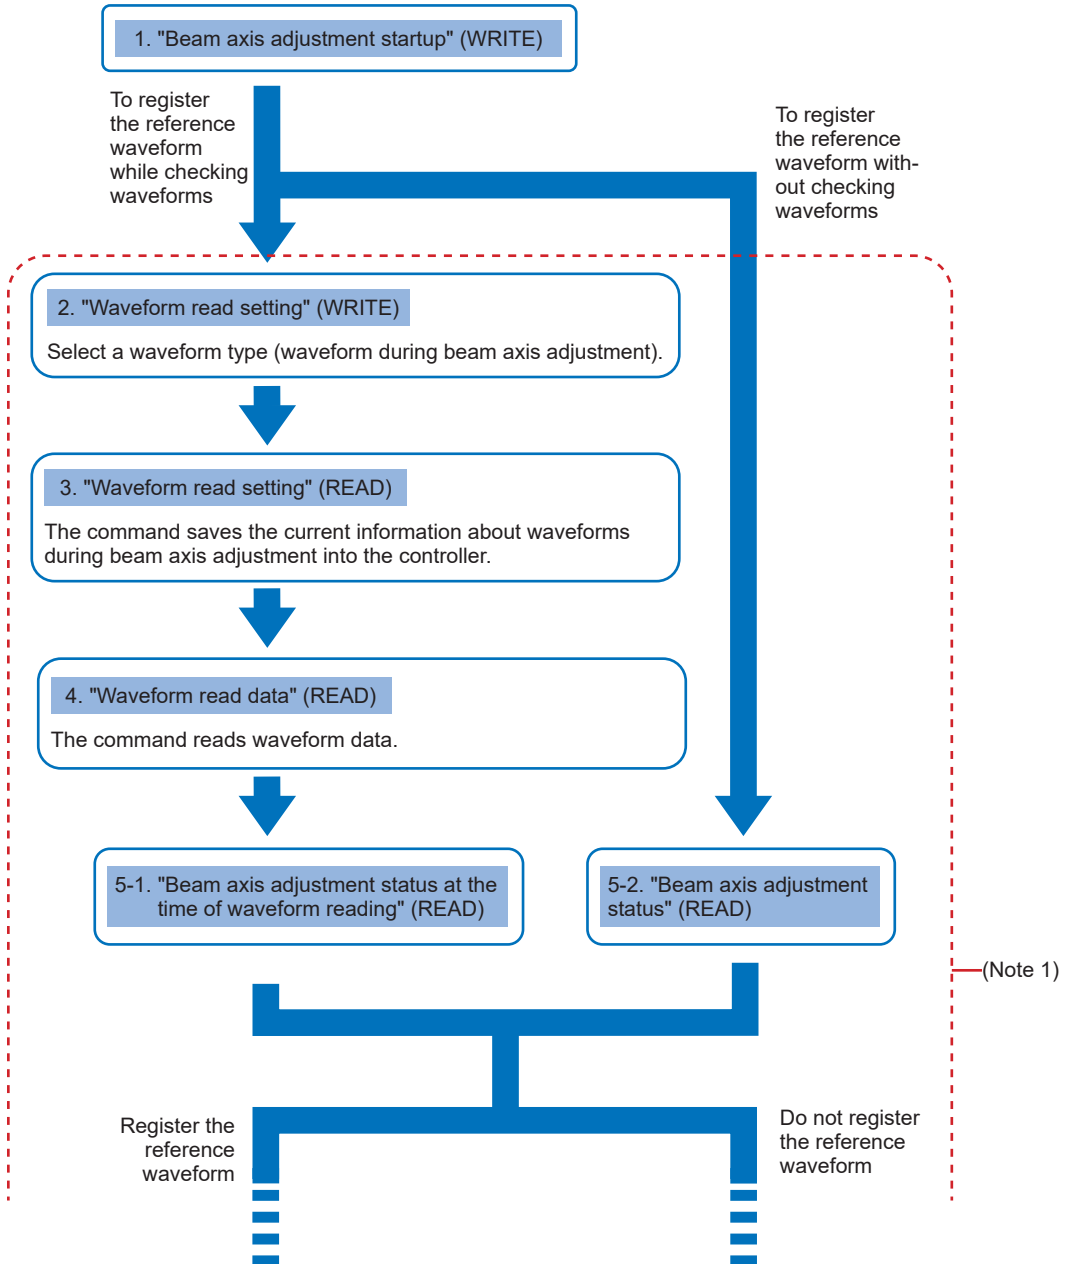 1. "Beam axis adjustment startup" (WRITE)
To register
the reference
waveform
while checking
waveforms
To register
the reference
waveform with-
out checking
waveforms
2. "Waveform read setting" (WRITE)
Select a waveform type (waveform during beam axis adjustment).
3. "Waveform read setting" (READ)
The command saves the current information about waveforms
during beam axis adjustment into the controller.
4. "Waveform read data" (READ)
The command reads waveform data.
5-1. "Beam axis adjustment status at the
time of waveform reading" (READ)
5-2. "Beam axis adjustment
status" (READ)
(Note 1)
Register the
reference
waveform
Do not register
the reference
waveform